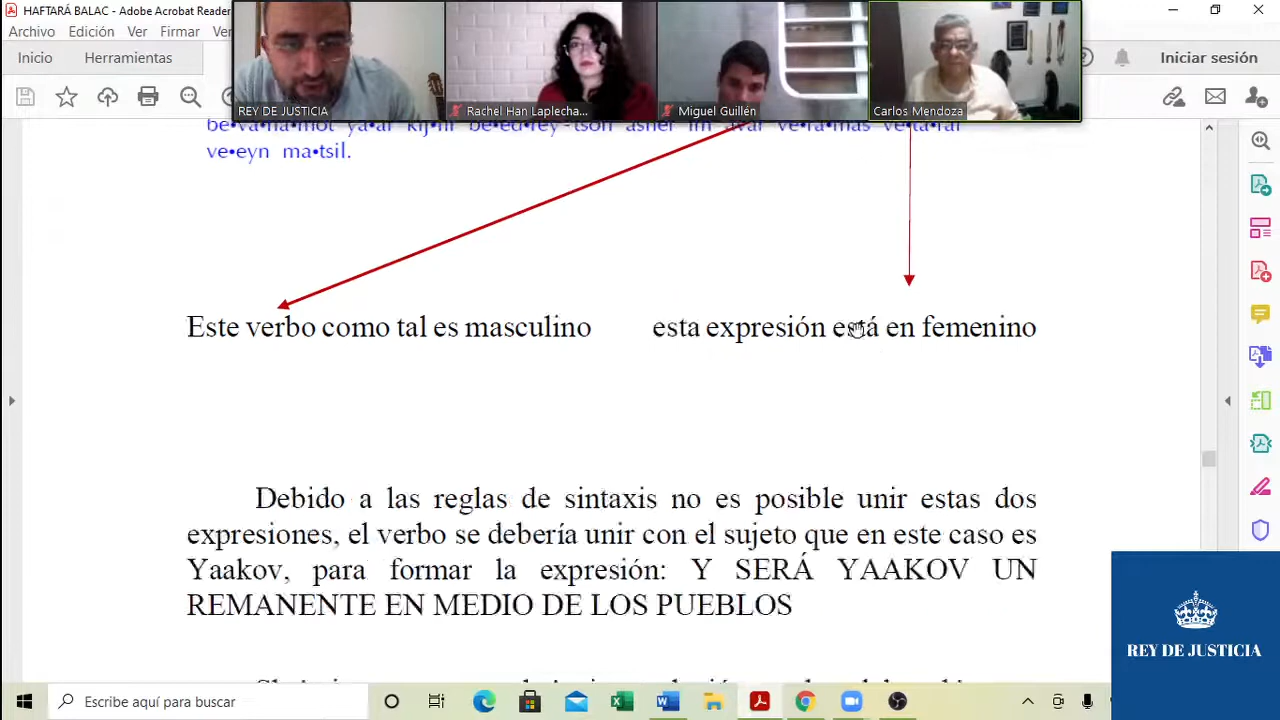 HAFTARÁ BALAC - Adobe Acrobat Reader
Archivo Edición Ver Firmar
Inicio Herramientas
Iniciar sesión
REY DE JUSTICIA
Rachel Han Laplecha...
Miguel Guillén
Carlos Mendoza
ve•eyn ma•tsil.
Este verbo como tal es masculino esta expresión está en femenino
Debido a las reglas de sintaxis no es posible unir estas dos
expresiones, el verbo se debería unir con el sujeto que en este caso es
Yaakov, para formar la expresión: Y SERÁ YAAKOV UN
REMANENTE EN MEDIO DE LOS PUEBLOS
REY DE JUSTICIA
Escribe aquí para buscar